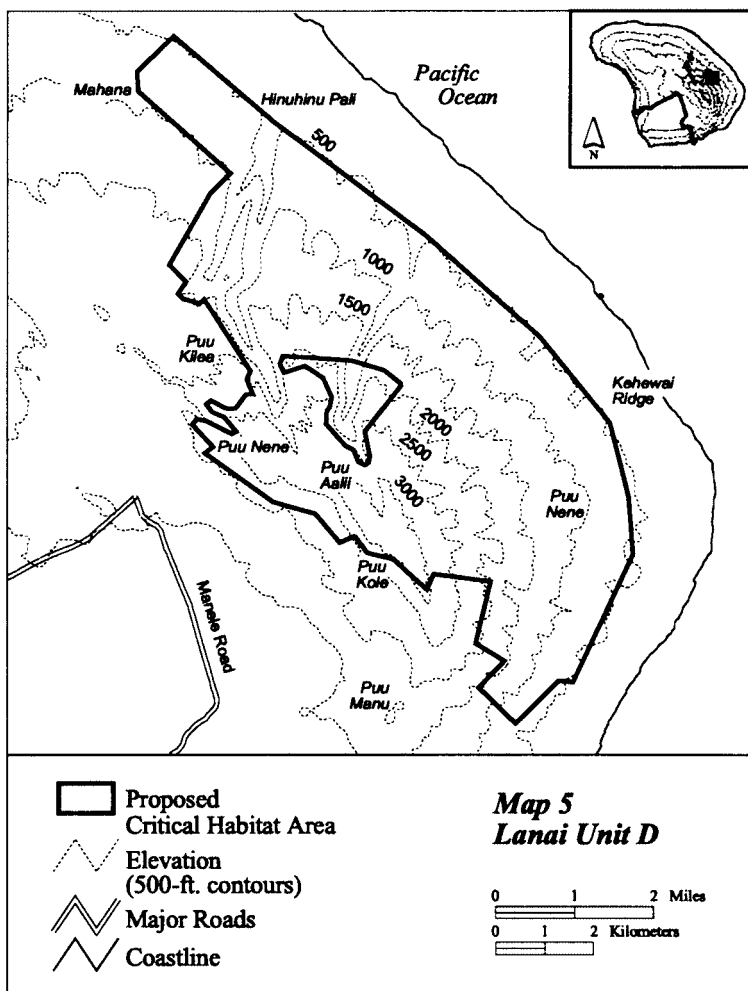 Pacific
Ocean
N
Mahana
Hinuhinu Pali
500
1000
1500
Puu
Kilea
Kehewai
Ridge
2000
2500
3000
Puu Nene
Puu
Aalii
Puu
Nene
Puu
Kole
Manele Road
Puu
Manu
Proposed
Critical Habitat Area
Elevation
(500-ft. contours)
Major Roads
Coastline
Map 5
Lanai Unit D
0 1 2 Miles
0 1 2 Kilometers